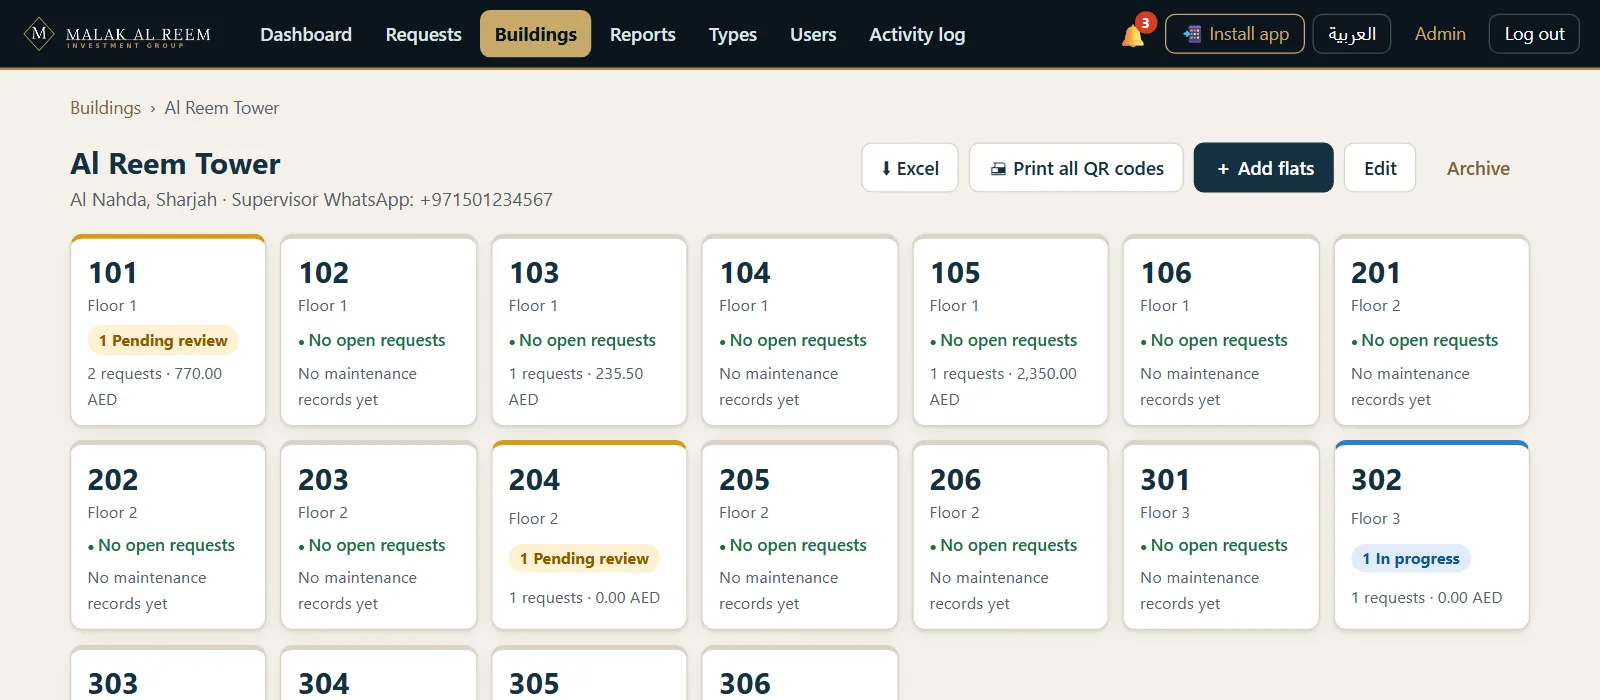 M MALAK AL REEM
INVESTMENT GROUP
Dashboard Requests Buildings Reports Types Users Activity log
3 Install app العربية Admin Log out
Buildings › Al Reem Tower
Al Reem Tower
Al Nahda, Sharjah · Supervisor WhatsApp: +971501234567
⬇ Excel Print all QR codes + Add flats Edit Archive
101
Floor 1
1 Pending review
2 requests · 770.00
AED
102
Floor 1
• No open requests
No maintenance
records yet
103
Floor 1
• No open requests
1 requests · 235.50
AED
104
Floor 1
• No open requests
No maintenance
records yet
105
Floor 1
• No open requests
1 requests · 2,350.00
AED
106
Floor 1
• No open requests
No maintenance
records yet
201
Floor 2
• No open requests
No maintenance
records yet
202
Floor 2
• No open requests
No maintenance
records yet
203
Floor 2
• No open requests
No maintenance
records yet
204
Floor 2
1 Pending review
1 requests · 0.00 AED
205
Floor 2
• No open requests
No maintenance
records yet
206
Floor 2
• No open requests
No maintenance
records yet
301
Floor 3
• No open requests
No maintenance
records yet
302
Floor 3
1 In progress
1 requests · 0.00 AED
303
304
305
306